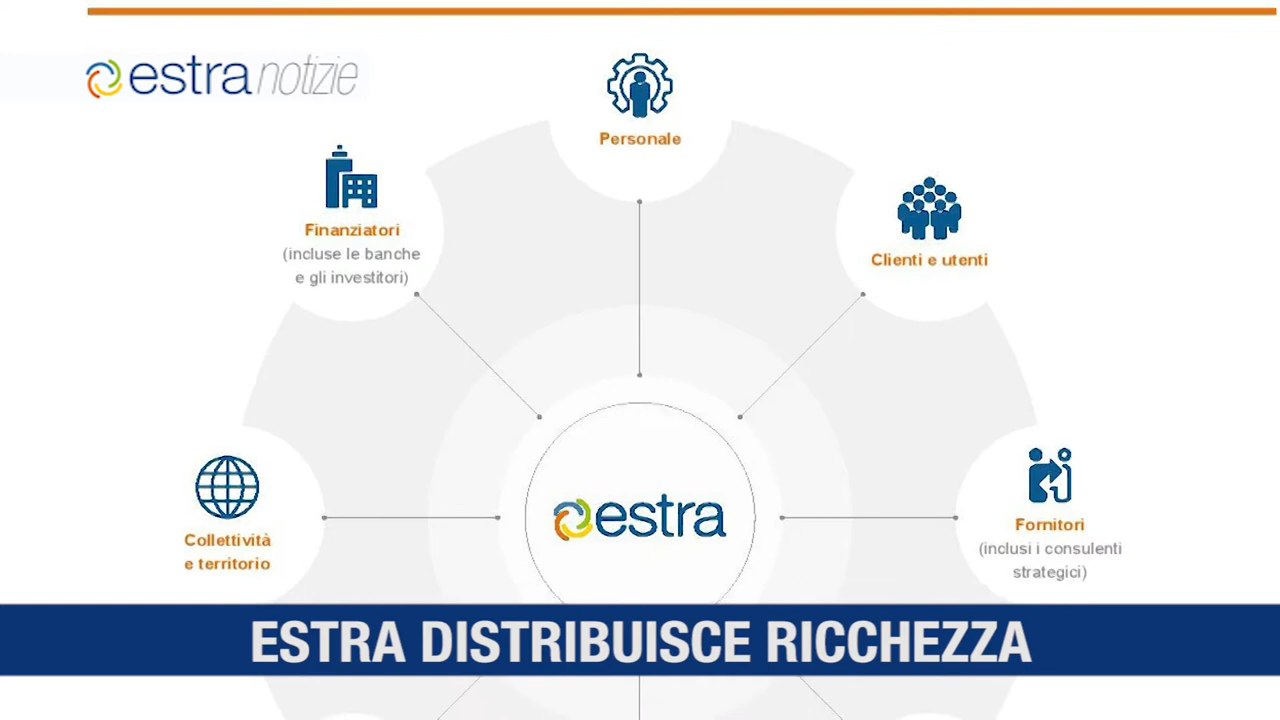 estra notizie
Personale
Finanziatori
(incluse le banche
e gli investitori)
Clienti e utenti
Collettività
e territorio
estra
Fornitori
(inclusi i consulenti
strategici)
ESTRA DISTRIBUISCE RICCHEZZA